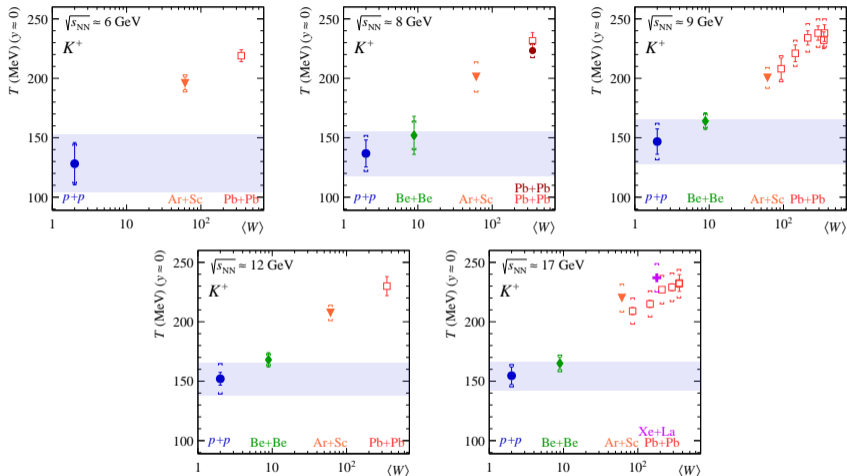 √sNN ≈ 6 GeV
K+
T (MeV) (y ≈ 0)
250
200
150
100
p+p
Ar+Sc
Pb+Pb
1
10
10²
⟨W⟩
√sNN ≈ 8 GeV
K+
T (MeV) (y ≈ 0)
250
200
150
100
p+p
Be+Be
Ar+Sc
Pb+Pb
Pb+Pb
1
10
10²
⟨W⟩
√sNN ≈ 9 GeV
K+
T (MeV) (y ≈ 0)
250
200
150
100
p+p
Be+Be
Ar+Sc
Pb+Pb
1
10
10²
⟨W⟩
√sNN ≈ 12 GeV
K+
T (MeV) (y ≈ 0)
250
200
150
100
p+p
Be+Be
Ar+Sc
Pb+Pb
1
10
10²
⟨W⟩
√sNN ≈ 17 GeV
K+
T (MeV) (y ≈ 0)
250
200
150
100
Xe+La
p+p
Be+Be
Ar+Sc
Pb+Pb
1
10
10²
⟨W⟩